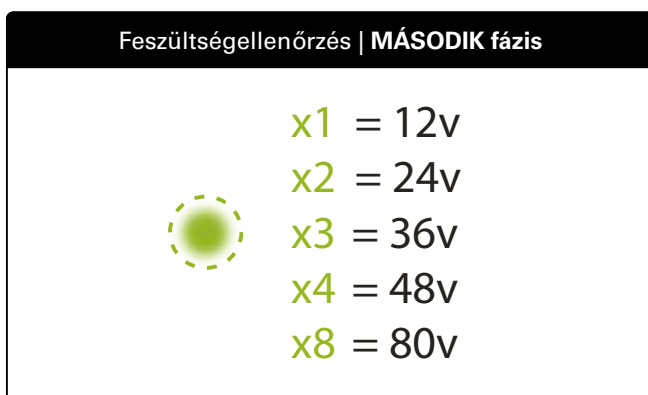 Feszültségellenőrzés | MÁSODIK fázis
x1 = 12v
x2 = 24v
x3 = 36v
x4 = 48v
x8 = 80v